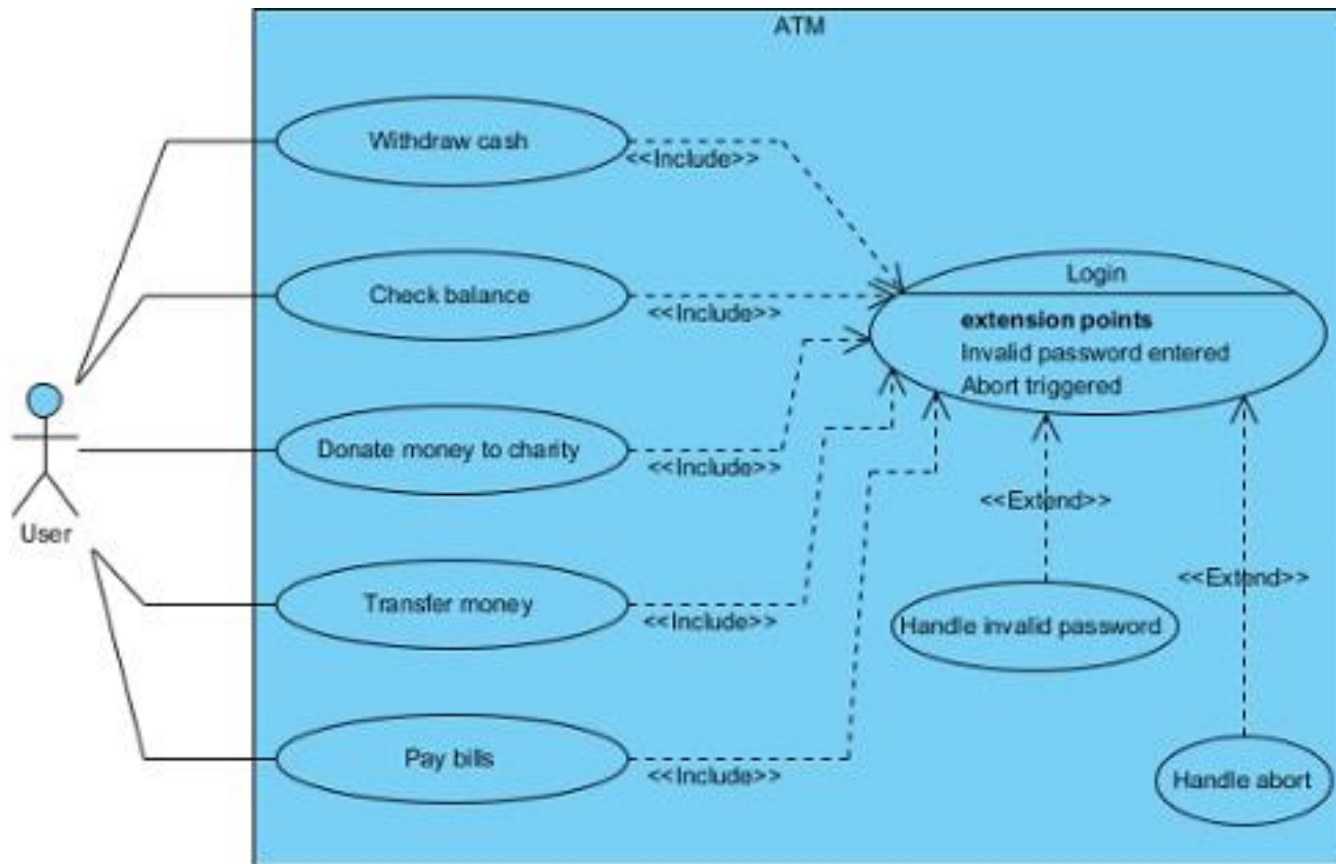 ATM
Withdraw cash
<<Include>>
Check balance
<<Include>>
Login
extension points
Invalid password entered
Abort triggered
Donate money to charity
<<Include>>
<<Extend>>
User
Transfer money
<<Include>>
<<Extend>>
Handle invalid password
Pay bills
<<Include>>
Handle abort